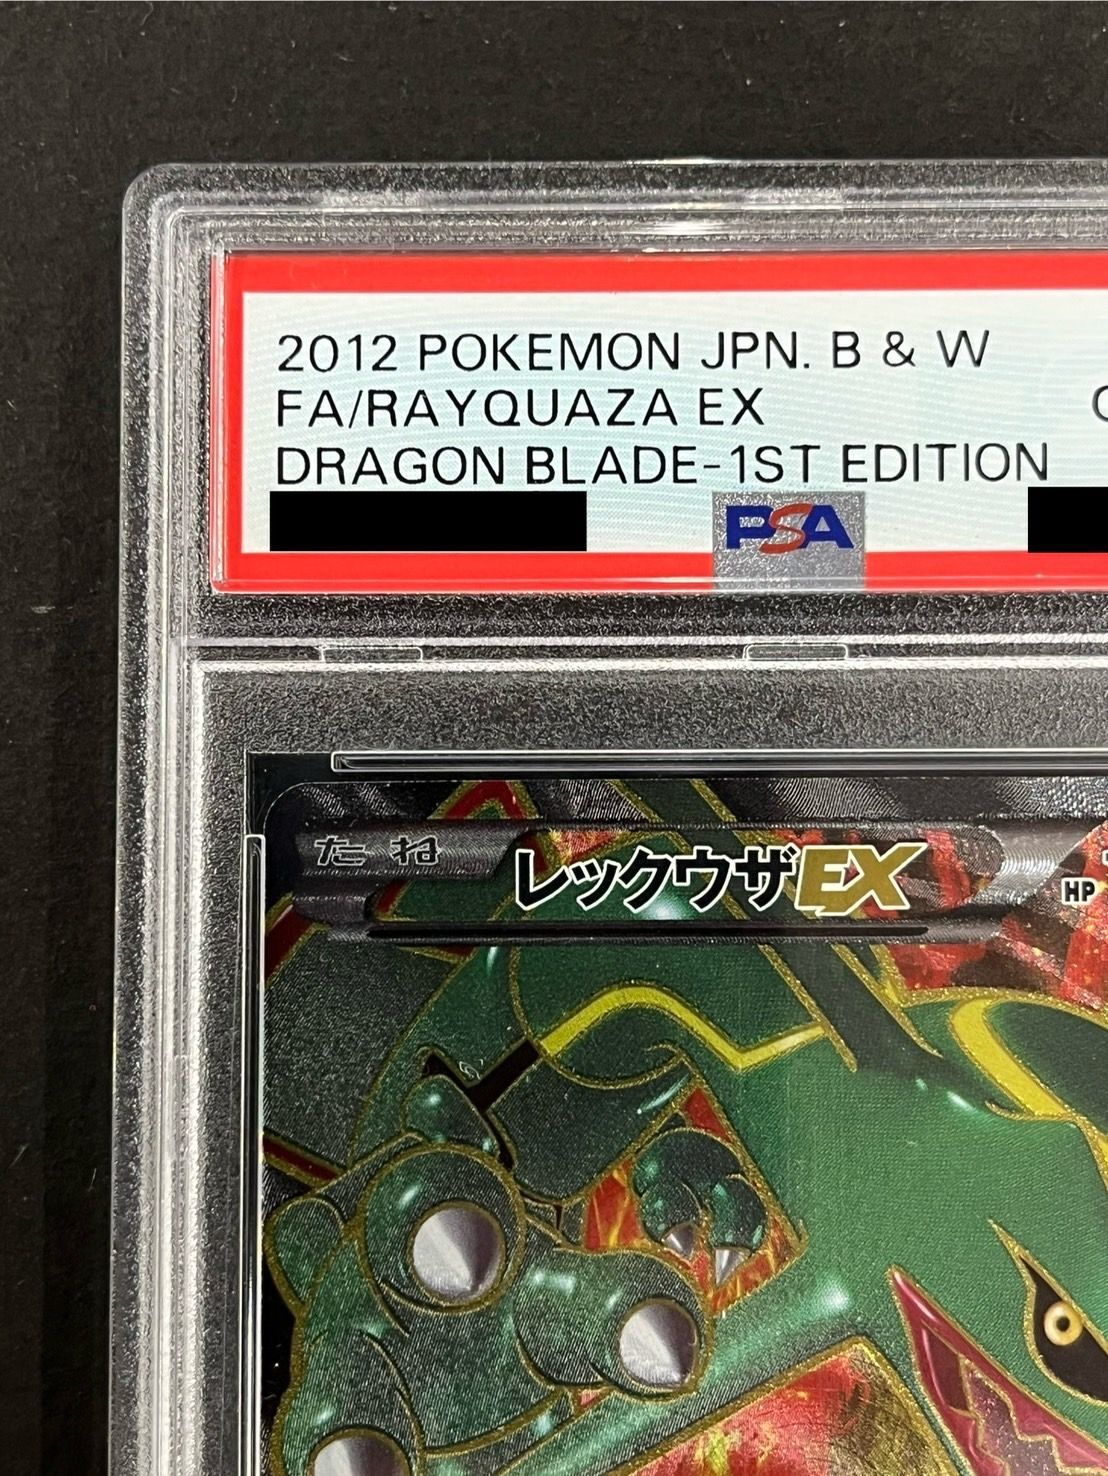 2012 POKEMON JPN. B & W
FA/RAYQUAZA EX
DRAGON BLADE-1ST EDITION
PSA
たね レックウザEX HP